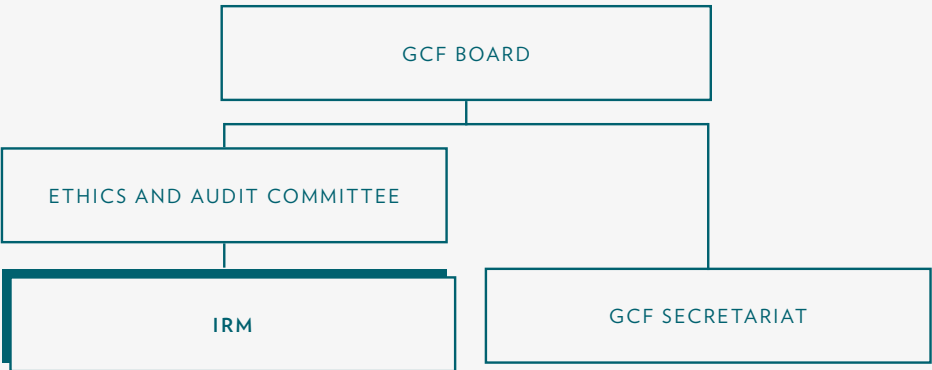 GCF BOARD
ETHICS AND AUDIT COMMITTEE
IRM
GCF SECRETARIAT